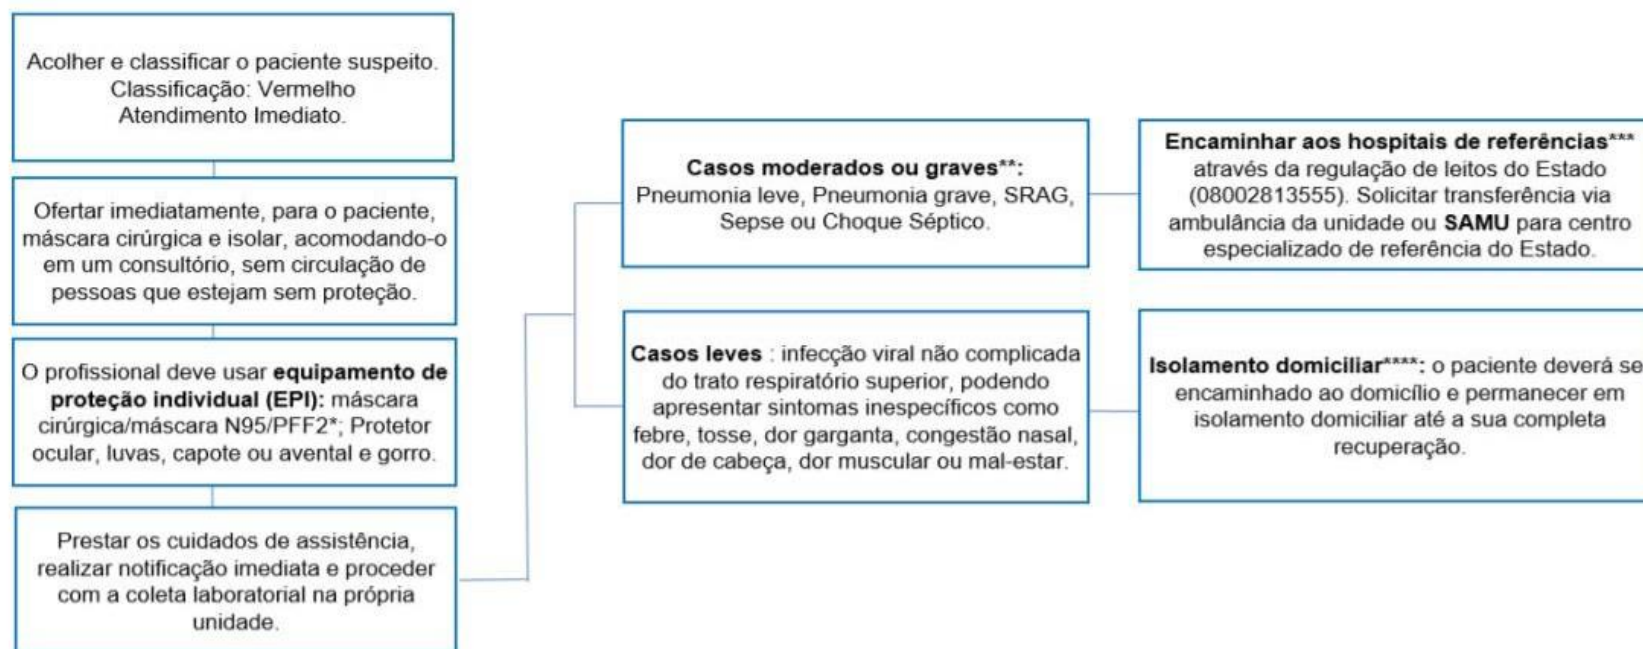 Acolher e classificar o paciente suspeito.
Classificação: Vermelho
Atendimento Imediato.
Ofertar imediatamente, para o paciente,
máscara cirúrgica e isolar, acomodando-o
em um consultório, sem circulação de
pessoas que estejam sem proteção.
O profissional deve usar equipamento de
proteção individual (EPI): máscara
cirúrgica/máscara N95/PFF2*; Protetor
ocular, luvas, capote ou avental e gorro.
Prestar os cuidados de assistência,
realizar notificação imediata e proceder
com a coleta laboratorial na própria
unidade.
Casos moderados ou graves**:
Pneumonia leve, Pneumonia grave, SRAG,
Sepse ou Choque Séptico.
Encaminhar aos hospitais de referências***
através da regulação de leitos do Estado
(08002813555). Solicitar transferência via
ambulância da unidade ou SAMU para centro
especializado de referência do Estado.
Casos leves : infecção viral não complicada
do trato respiratório superior, podendo
apresentar sintomas inespecíficos como
febre, tosse, dor garganta, congestão nasal,
dor de cabeça, dor muscular ou mal-estar.
Isolamento domiciliar****: o paciente deverá se
encaminhado ao domicílio e permanecer em
isolamento domiciliar até a sua completa
recuperação.